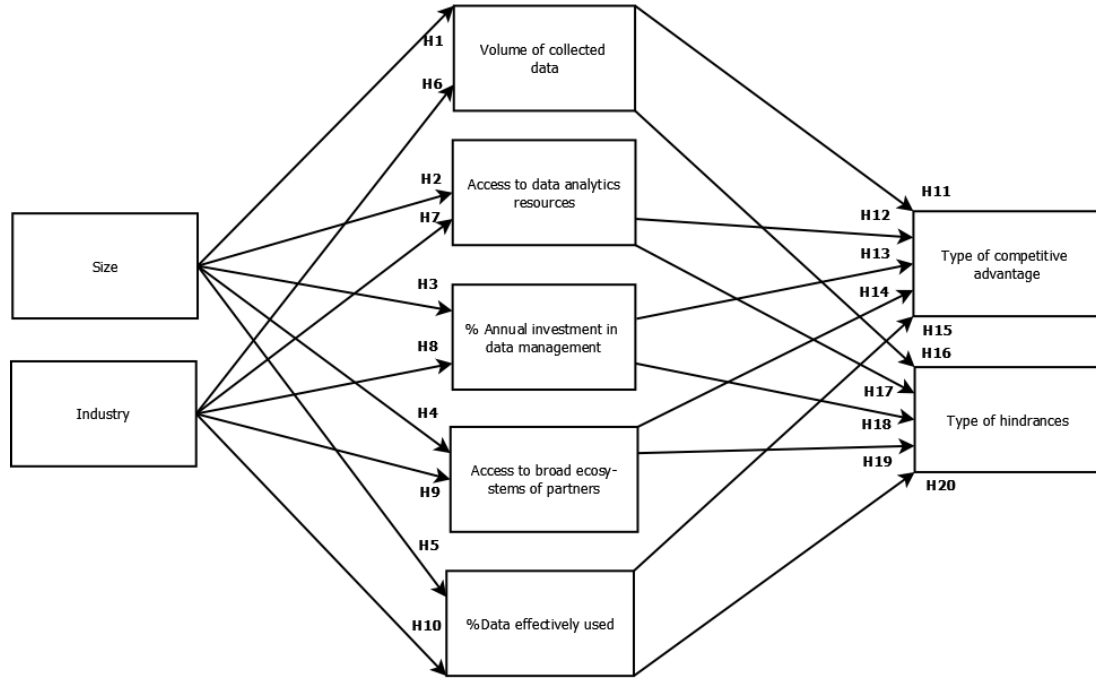 H1
Volume of collected
data
H6
H2
Access to data analytics
resources
H7
H11
H12
Size
H3
H13
Type of competitive
advantage
H14
% Annual investment in
data management
H8
H15
H16
Industry
H4
H17
H18
Type of hindrances
Access to broad ecosy-
stems of partners
H19
H9
H20
H5
H10
%Data effectively used